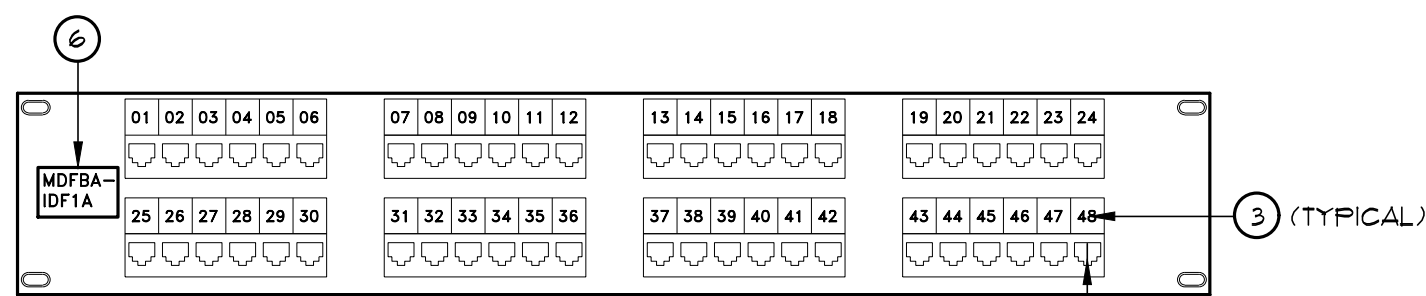 6
01 02 03 04 05 06 07 08 09 10 11 12 13 14 15 16 17 18 19 20 21 22 23 24
MDFBA-
IDF1A
25 26 27 28 29 30 31 32 33 34 35 36 37 38 39 40 41 42 43 44 45 46 47 48
3 (TYPICAL)